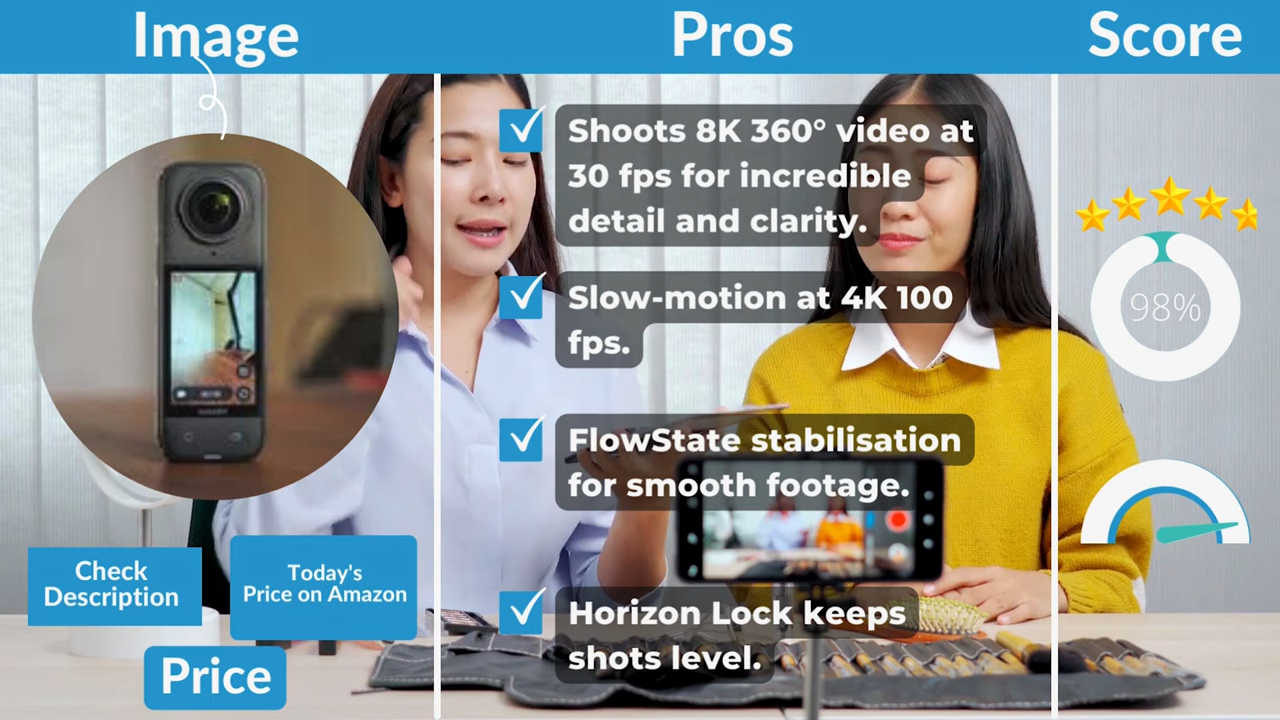 Image
Pros
Score
Shoots 8K 360° video at
30 fps for incredible
detail and clarity.
Slow-motion at 4K 100
fps.
FlowState stabilisation
for smooth footage.
Horizon Lock keeps
shots level.
98%
Check
Description
Today's
Price on Amazon
Price